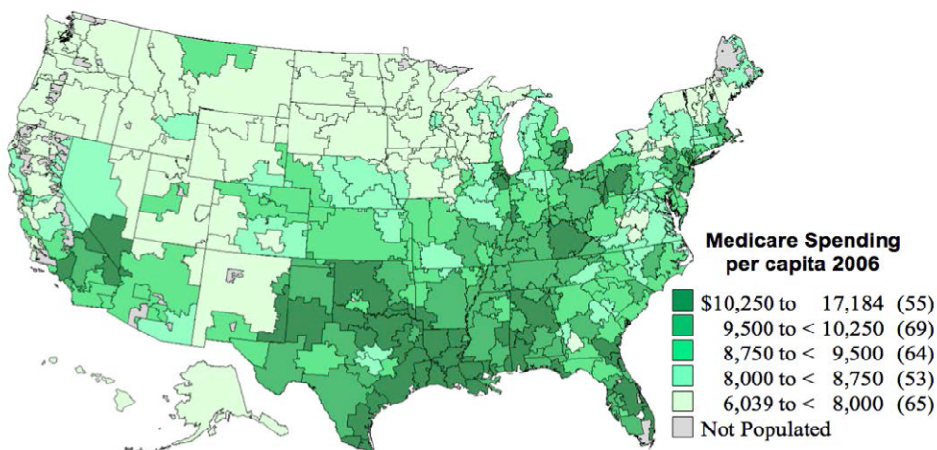 Medicare Spending
per capita 2006
$10,250 to 17,184 (55)
9,500 to < 10,250 (69)
8,750 to < 9,500 (64)
8,000 to < 8,750 (53)
6,039 to < 8,000 (65)
Not Populated